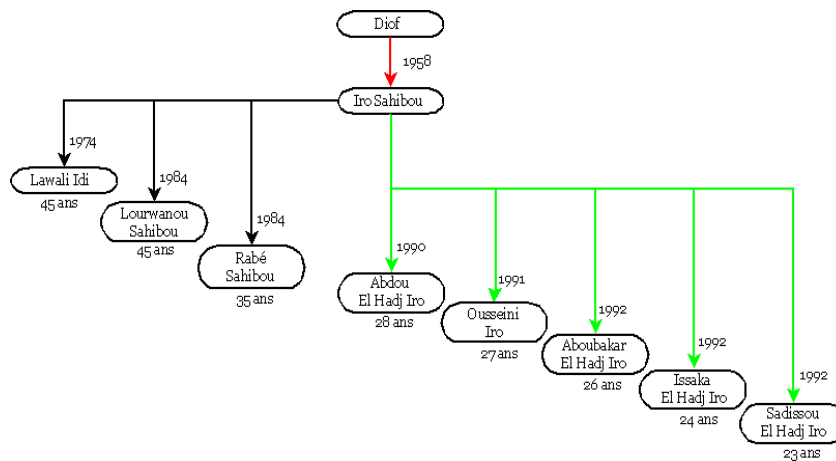 Diof
1958
Iro Sahibou
1974
Lawali Idi
45 ans
1984
Lourwanou
Sahibou
45 ans
1984
Rabé
Sahibou
35 ans
1990
Abdou
El Hadj Iro
28 ans
1991
Ousseini
Iro
27 ans
1992
Aboubakar
El Hadj Iro
26 ans
1992
Issaka
El Hadj Iro
24 ans
1992
Sadissou
El Hadj Iro
23 ans